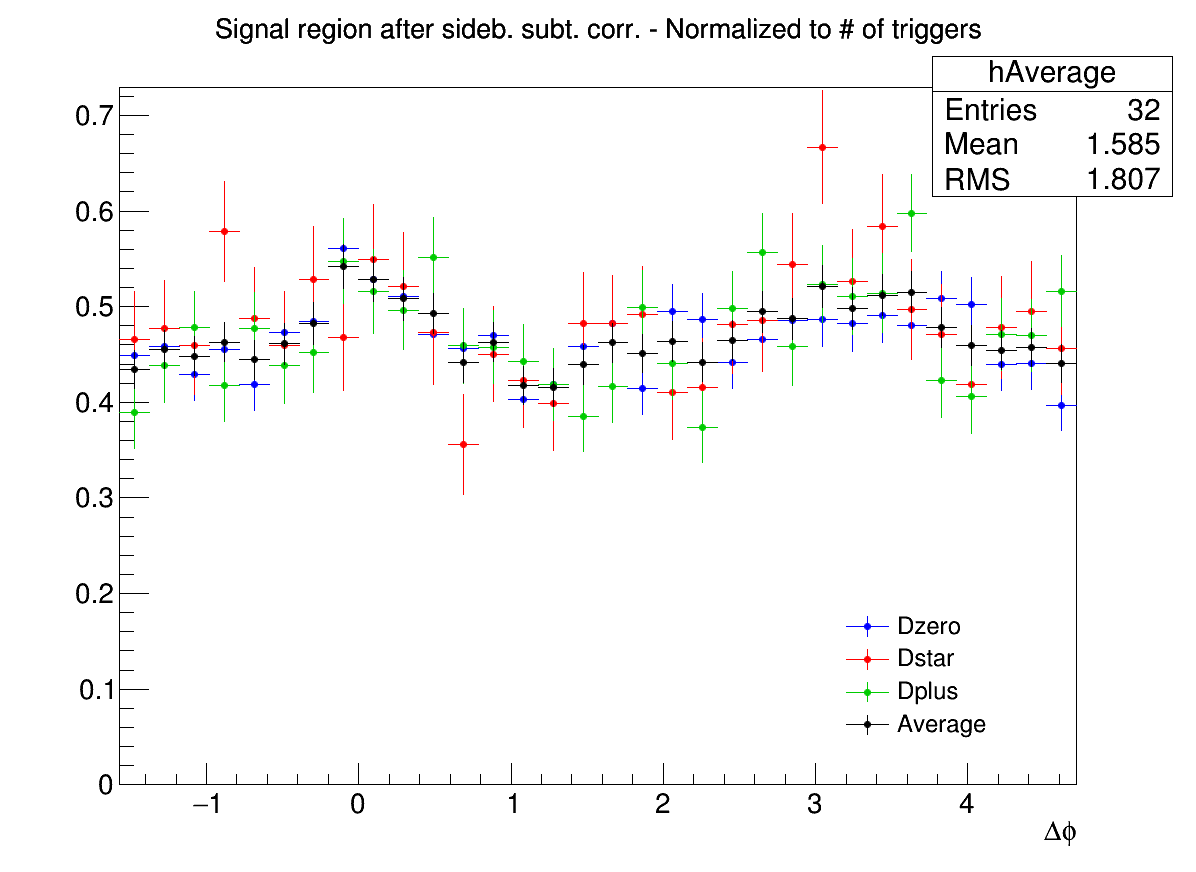 Signal region after sideb. subt. corr. - Normalized to # of triggers
hAverage
Entries 32
Mean 1.585
RMS 1.807
0.7
0.6
0.5
0.4
0.3
0.2
0.1
0
Dzero
Dstar
Dplus
Average
−1 0 1 2 3 4
Δϕ